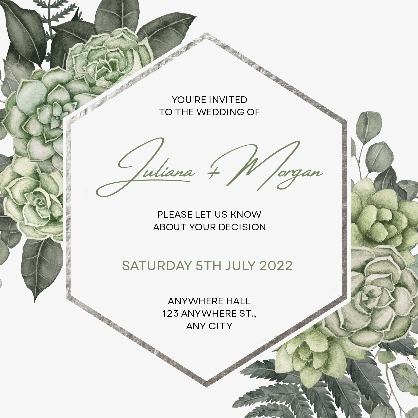 YOU'RE INVITED
TO THE WEDDING OF
Juliana + Morgan
PLEASE LET US KNOW
ABOUT YOUR DECISION
SATURDAY 5TH JULY 2022
ANYWHERE HALL
123 ANYWHERE ST.,
ANY CITY